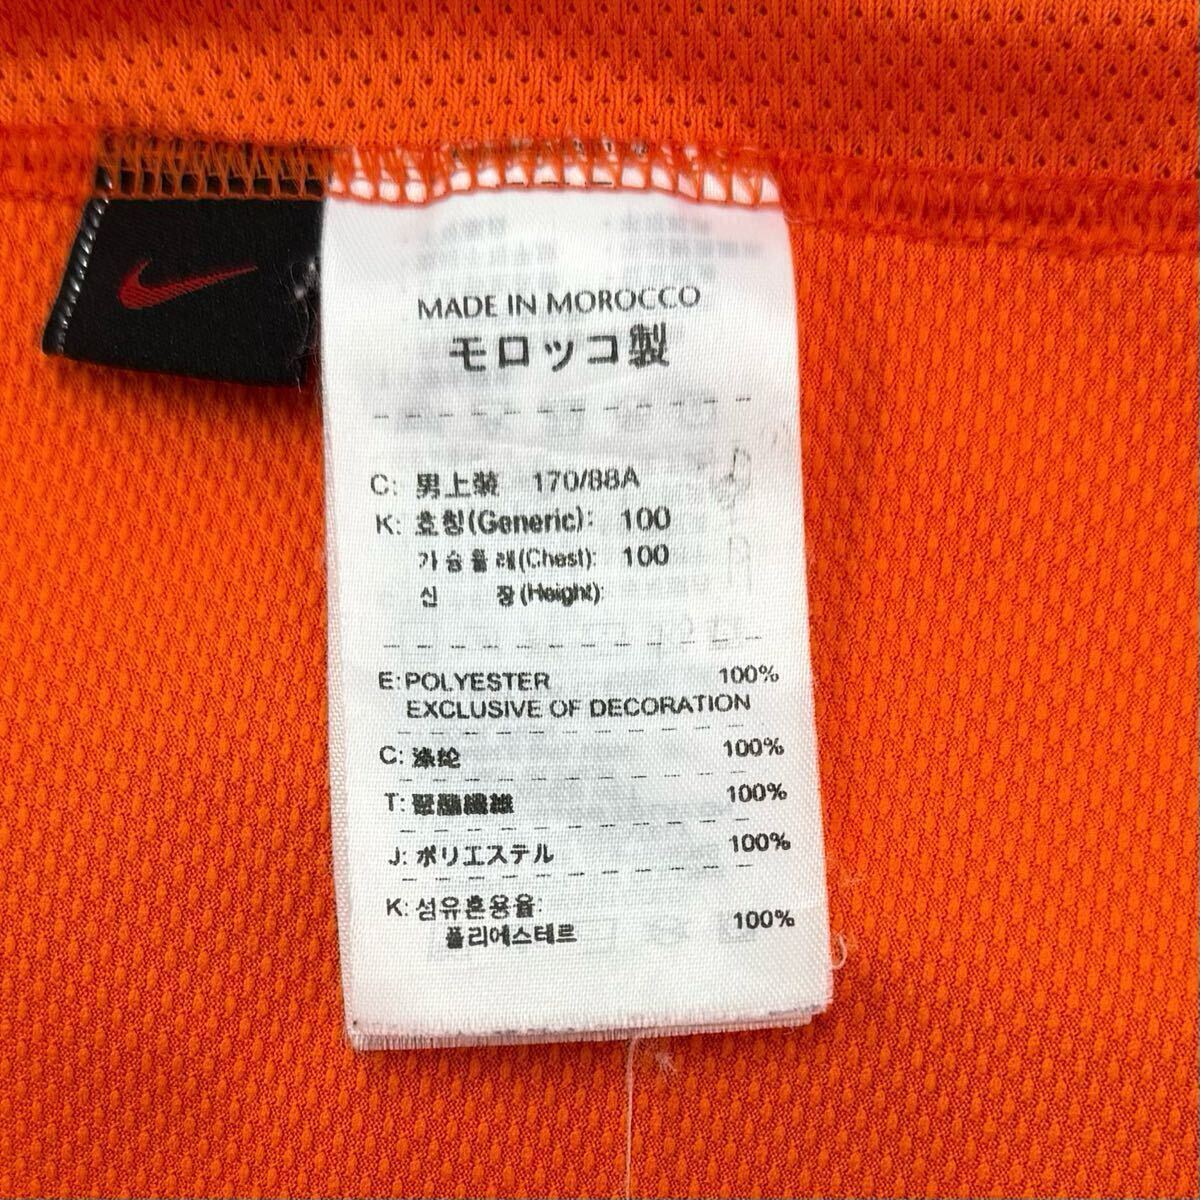 MADE IN MOROCCO
モロッコ製
C: 男上装 170/88A
K: 호칭(Generic): 100
가슴둘레(Chest): 100
신 장(Height):
E:POLYESTER 100%
EXCLUSIVE OF DECORATION
C: 涤纶 100%
T: 聚酯纖維 100%
J: ポリエステル 100%
K: 섬유혼용율:
폴리에스테르 100%